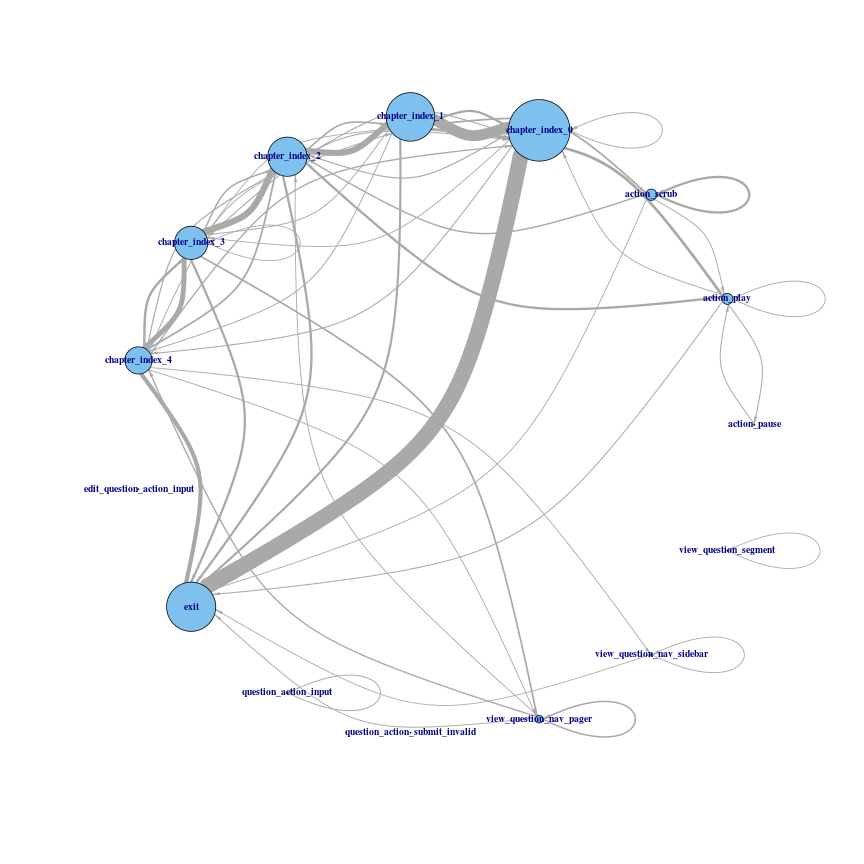 chapter_index_1
chapter_index_0
chapter_index_2
action_scrub
chapter_index_3
action_play
chapter_index_4
action_pause
edit_question_action_input
view_question_segment
exit
view_question_nav_sidebar
question_action_input
view_question_nav_pager
question_action_submit_invalid